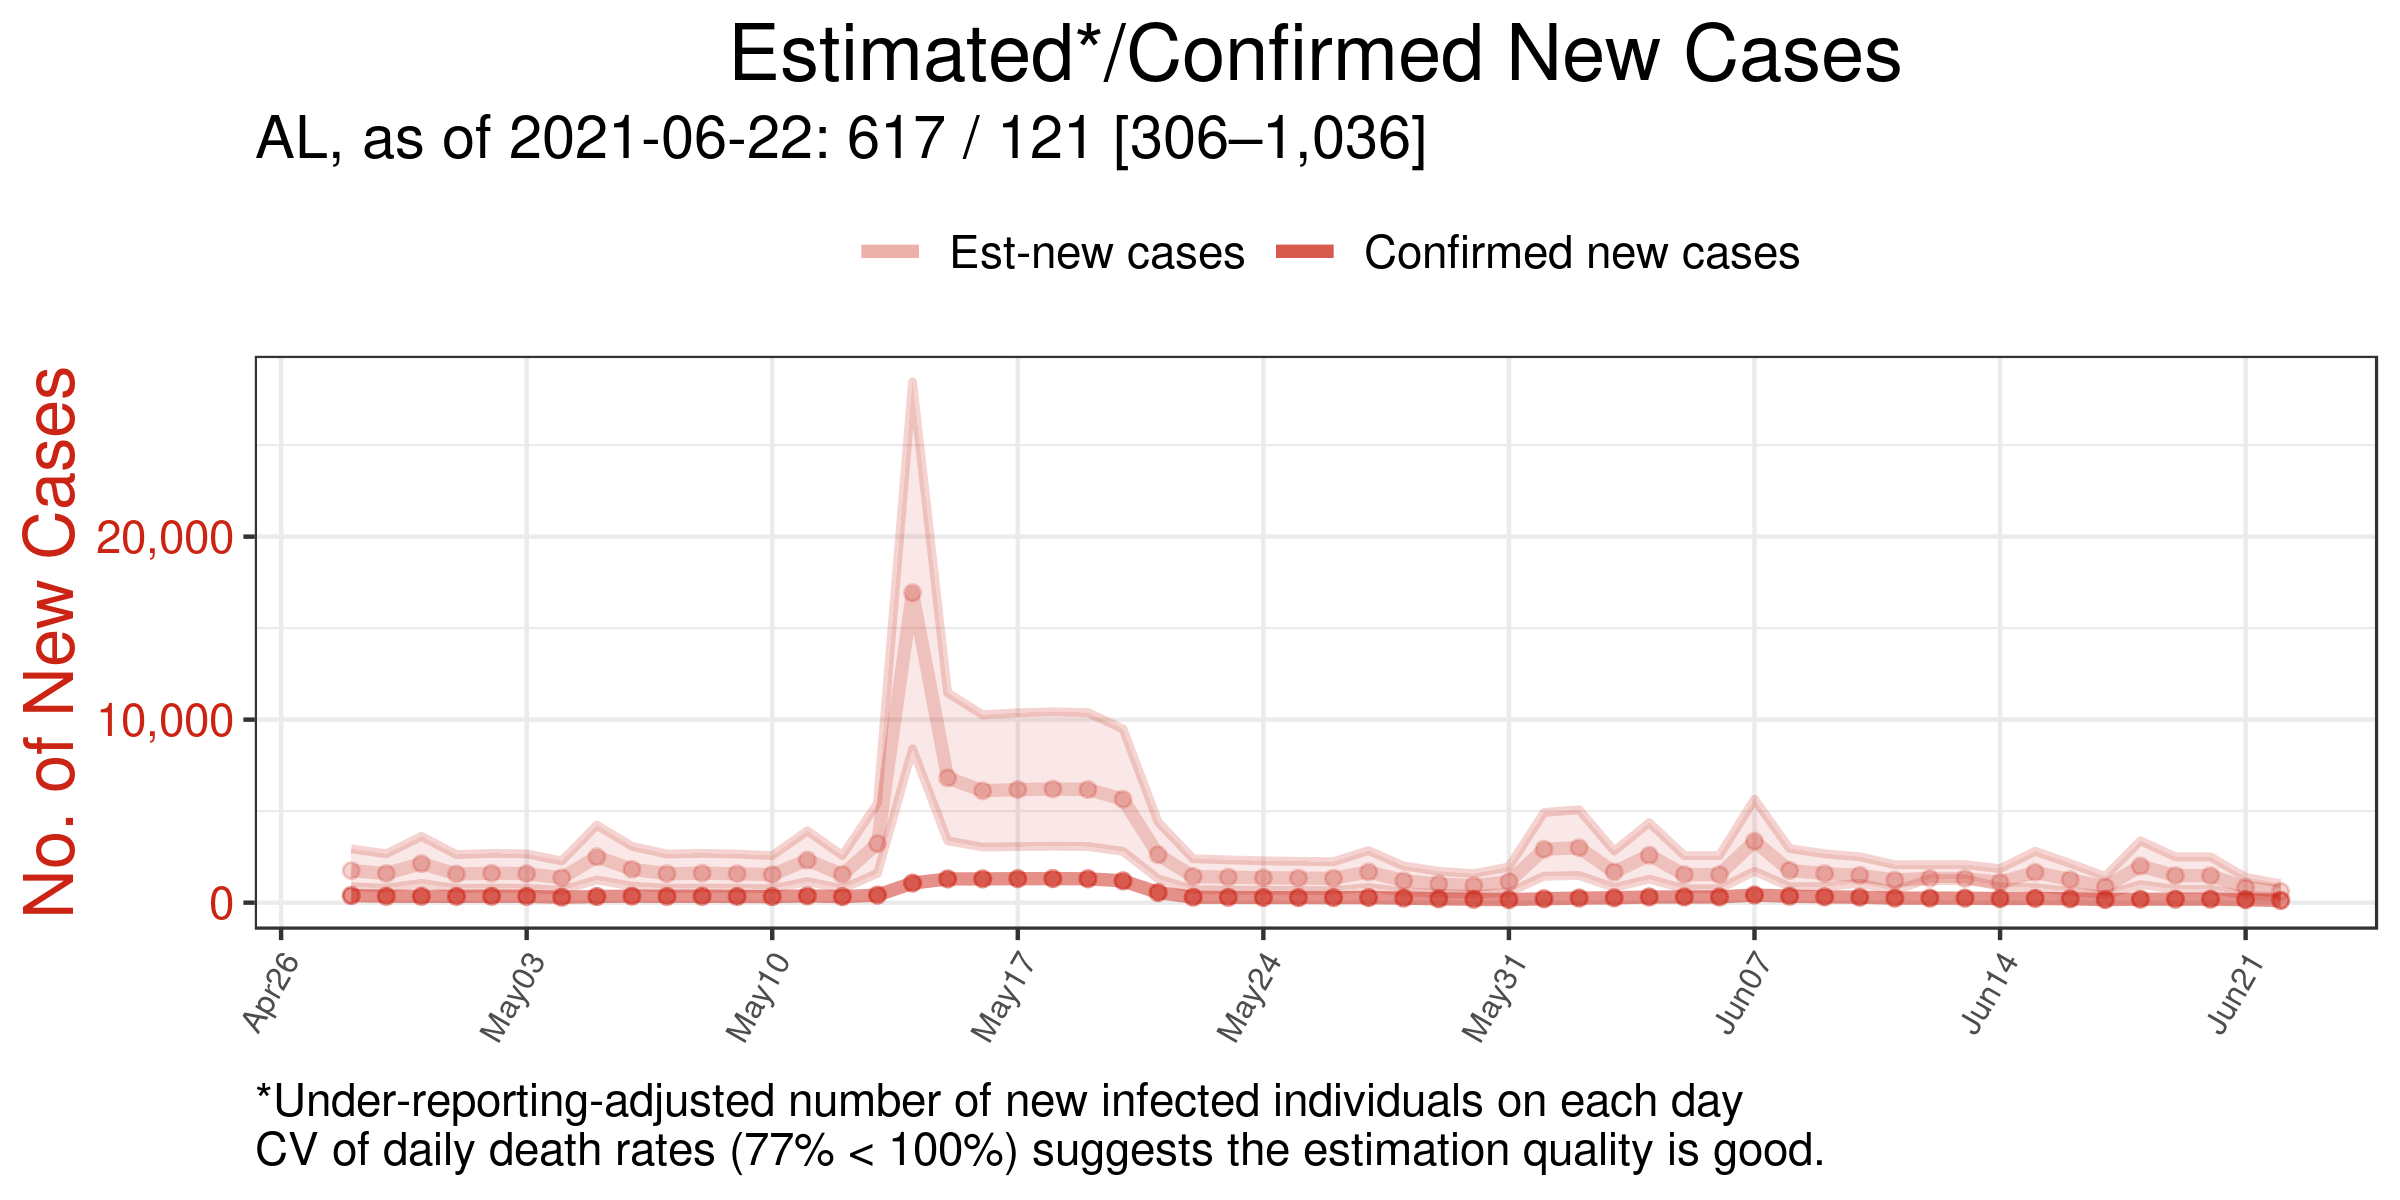 Estimated*/Confirmed New Cases
AL, as of 2021-06-22: 617 / 121 [306–1,036]
Est-new cases
Confirmed new cases
No. of New Cases
20,000
10,000
0
Apr26
May03
May10
May17
May24
May31
Jun07
Jun14
Jun21
*Under-reporting-adjusted number of new infected individuals on each day
CV of daily death rates (77% < 100%) suggests the estimation quality is good.